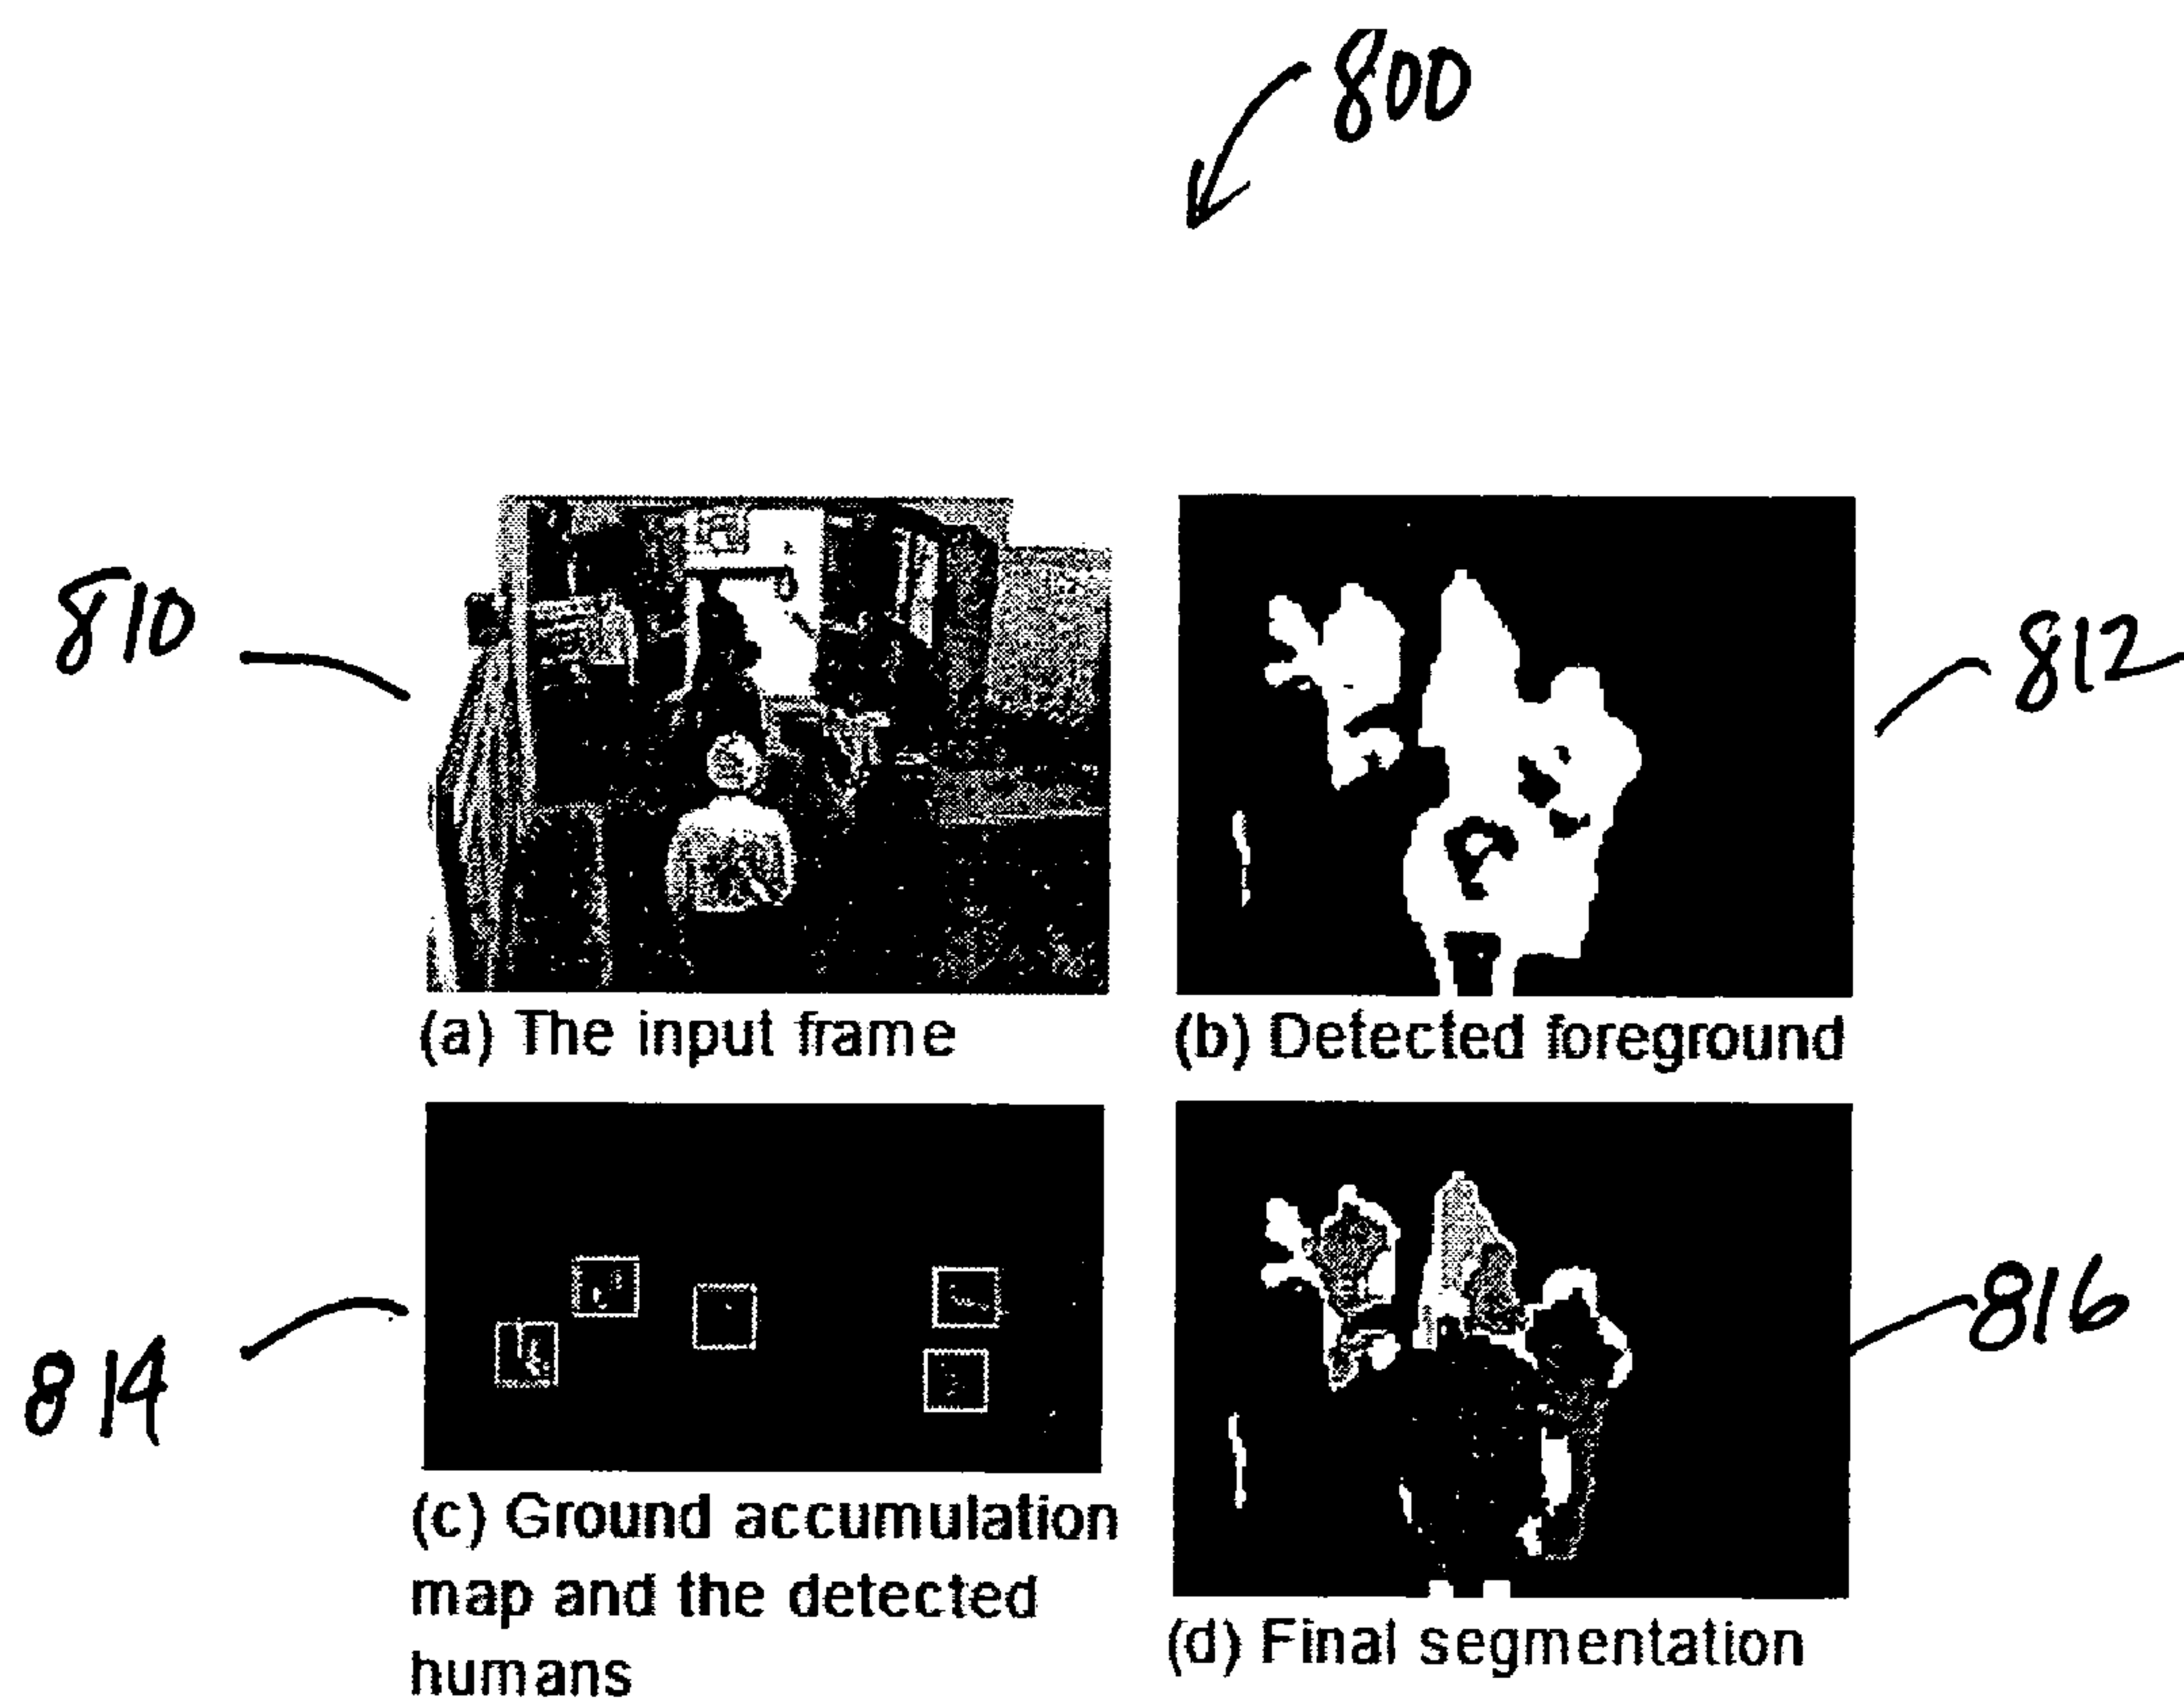 800
810
812
(a) The input frame
(b) Detected foreground
814
816
(c) Ground accumulation
map and the detected
humans
(d) Final segmentation